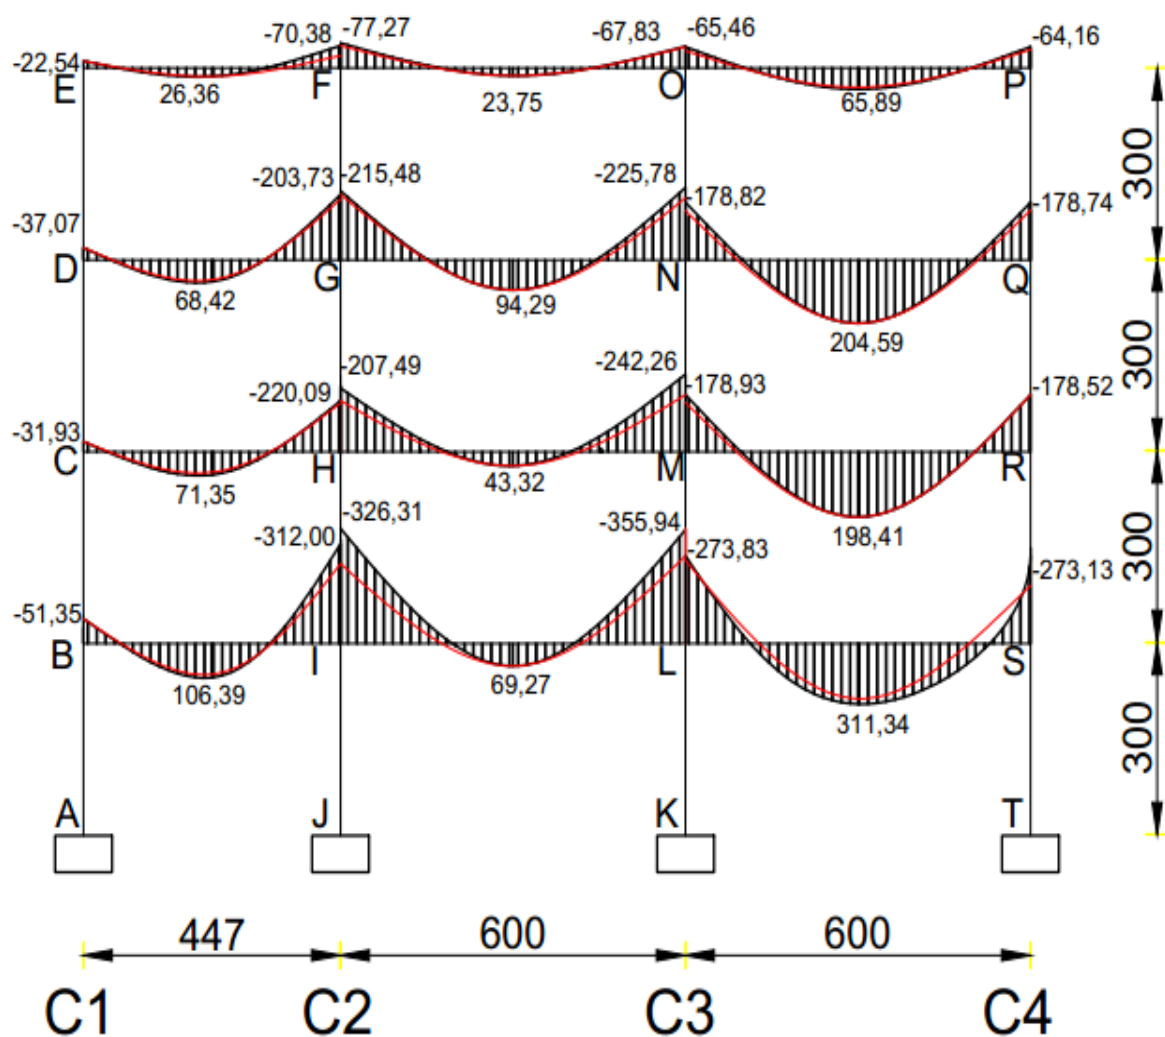 -70,38 -77,27 -67,83 -65,46 -64,16
-22,54
E F O P
26,36 23,75 65,89
300
-203,73 -215,48 -225,78 -178,82 -178,74
-37,07
D G N Q
68,42 94,29 204,59
300
-207,49 -242,26
-220,09 -178,93 -178,52
-31,93
C H M R
71,35 43,32 198,41
300
-326,31 -355,94
-312,00 -273,83 -273,13
-51,35
B I L S
106,39 69,27 311,34
300
A J K T
447 600 600
C1 C2 C3 C4